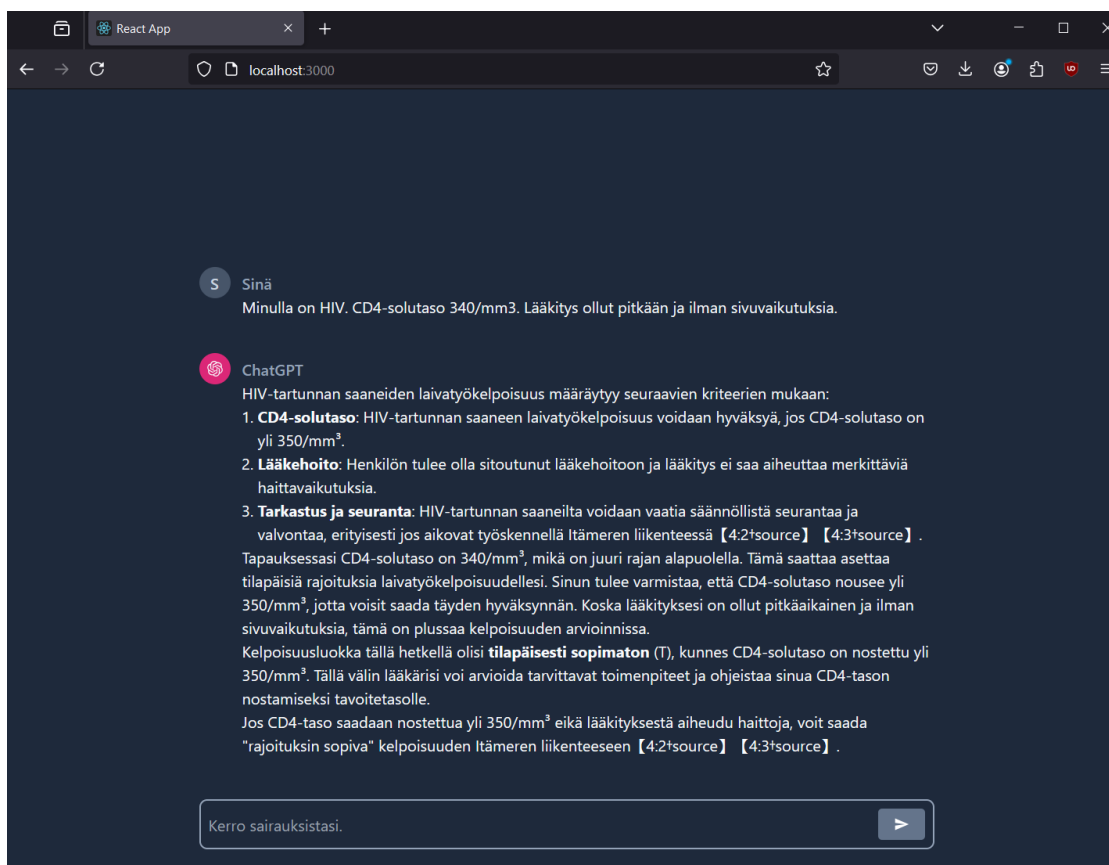 React App
localhost:3000
S Sinä
Minulla on HIV. CD4-solutaso 340/mm3. Lääkitys ollut pitkään ja ilman sivuvaikutuksia.
ChatGPT
HIV-tartunnan saaneiden laivatyökelpoisuus määräytyy seuraavien kriteerien mukaan:
1. CD4-solutaso: HIV-tartunnan saaneen laivatyökelpoisuus voidaan hyväksyä, jos CD4-solutaso on
yli 350/mm³.
2. Lääkehoito: Henkilön tulee olla sitoutunut lääkehoitoon ja lääkitys ei saa aiheuttaa merkittäviä
haittavaikutuksia.
3. Tarkastus ja seuranta: HIV-tartunnan saaneilta voidaan vaatia säännöllistä seurantaa ja
valvontaa, erityisesti jos aikovat työskennellä Itämeren liikenteessä【4:2†source】【4:3†source】.
Tapauksessasi CD4-solutaso on 340/mm³, mikä on juuri rajan alapuolella. Tämä saattaa asettaa
tilapäisiä rajoituksia laivatyökelpoisuudellesi. Sinun tulee varmistaa, että CD4-solutaso nousee yli
350/mm³, jotta voisit saada täyden hyväksynnän. Koska lääkityksesi on ollut pitkäaikainen ja ilman
sivuvaikutuksia, tämä on plussaa kelpoisuuden arvioinnissa.
Kelpoisuusluokka tällä hetkellä olisi tilapäisesti sopimaton (T), kunnes CD4-solutaso on nostettu yli
350/mm³. Tällä välin lääkärisi voi arvioida tarvittavat toimenpiteet ja ohjeistaa sinua CD4-tason
nostamiseksi tavoitetasolle.
Jos CD4-taso saadaan nostettua yli 350/mm³ eikä lääkityksestä aiheudu haittoja, voit saada
"rajoituksin sopiva" kelpoisuuden Itämeren liikenteeseen【4:2†source】【4:3†source】.
Kerro sairauksistasi.